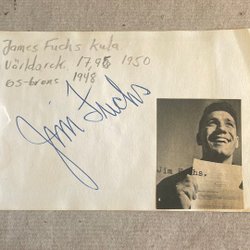 James Fuchs kula
Världsrek. 17,95 1950
os-brons 1948
Jim Fuchs
Jim Fuchs.